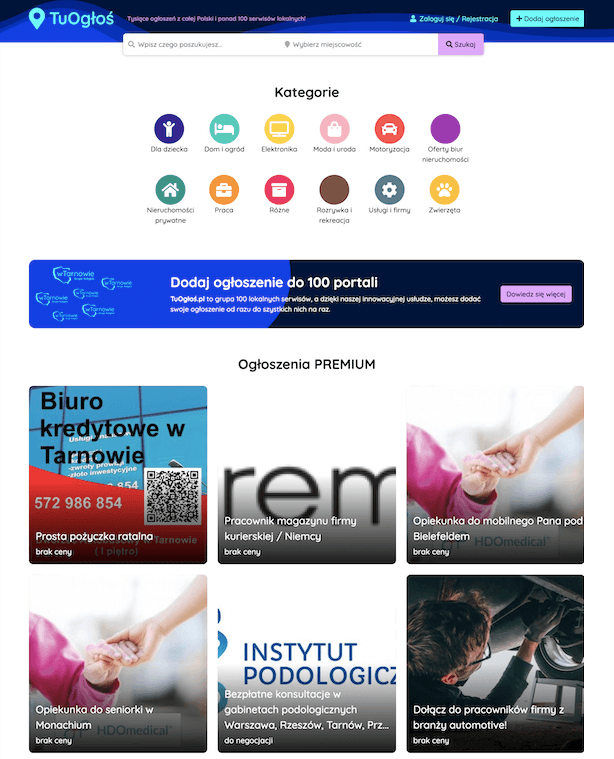 TuOgłoś
Tysiące ogłoszeń z całej Polski i ponad 100 serwisów lokalnych!
Zaloguj się / Rejestracja
+ Dodaj ogłoszenie
Wpisz czego poszukujesz...
Wybierz miejscowość
Szukaj
Kategorie
Dla dziecka
Dom i ogród
Elektronika
Moda i uroda
Motoryzacja
Oferty biur
nieruchomości
Nieruchomości
prywatne
Praca
Różne
Rozrywka i
rekreacja
Usługi i firmy
Zwierzęta
wTarnowie
wTarnowie
wTarnowie
wTarnowie
wTarnowie
wTarnowie
Dodaj ogłoszenie do 100 portali
TuOgłoś.pl to grupa 100 lokalnych serwisów, a dzięki naszej innowacyjnej usłudze, możesz dodać
swoje ogłoszenie od razu do szystkich nich na raz.
Dowiedz się więcej
Ogłoszenia PREMIUM
Biuro
kredytowe w
Tarnowie
-zwroty
złoto inwestycyjne
854
572 986 854
Prosta pożyczka ratalna
w Tarnowie
brak ceny
( I piętro)
rem
Pracownik magazynu firmy
kurierskiej / Niemcy
brak ceny
Opiekunka do mobilnego Pana pod
Bielefeldem
HDOmedical
brak ceny
Opiekunka do seniorki w
Monachium
HDOmedical
brak ceny
INSTYTUT
PODOLOGICZ
Bezpłatne konsultacje w
gabinetach podologicznych
Warszawa, Rzeszów, Tarnów, Prz...
do negocjacji
Dołącz do pracowników firmy z
branży automotive!
brak ceny